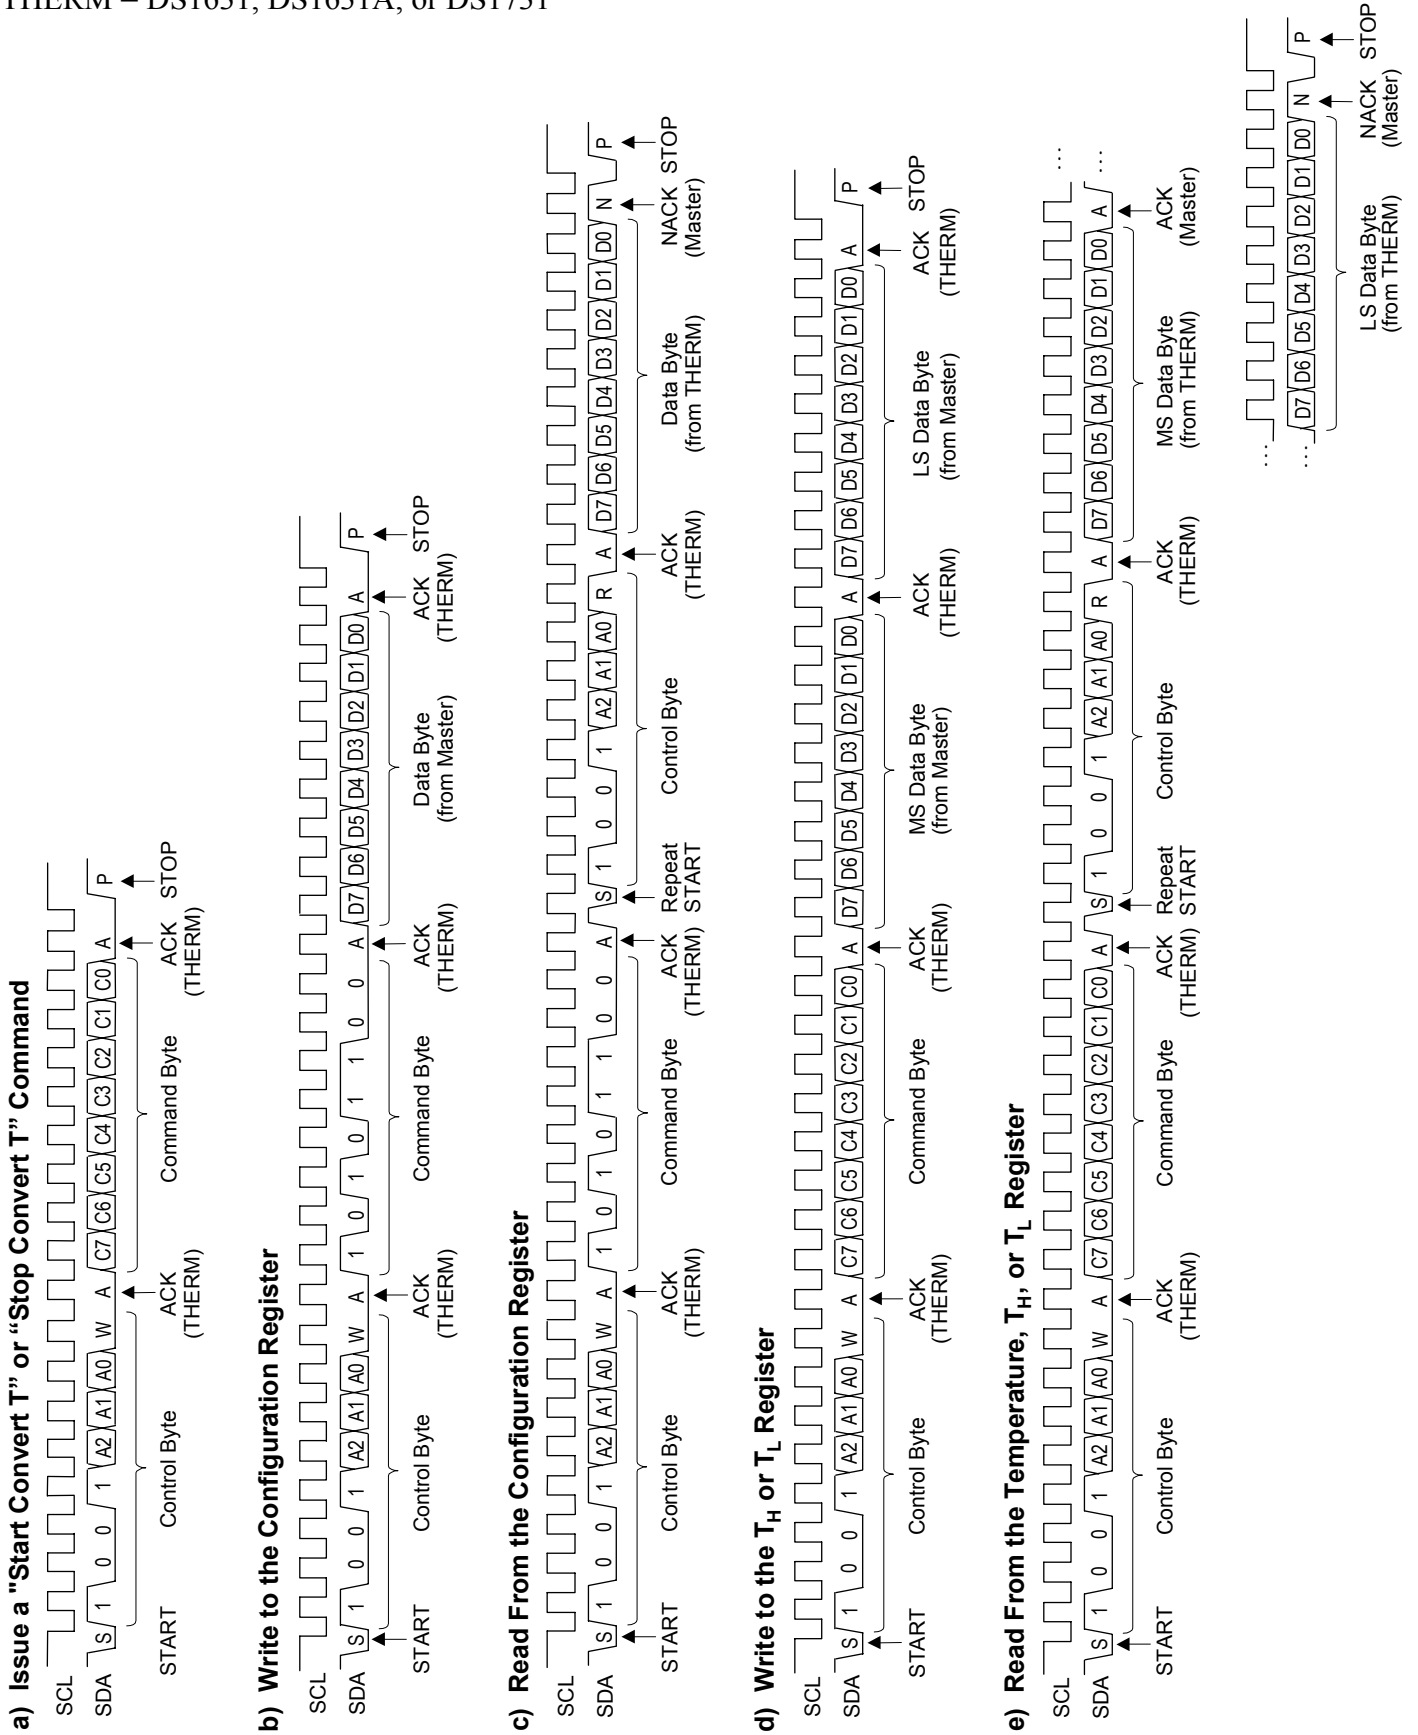 THERM = DS1631, DS1631A, or DS1731
a) Issue a "Start Convert T” or “Stop Convert T” Command
SCL
SDA S 1 0 0 1 A2 A1 A0 W A C7 C6 C5 C4 C3 C2 C1 C0 A P
START Control Byte ACK (THERM) Command Byte ACK (THERM) STOP
b) Write to the Configuration Register
SCL
SDA S 1 0 0 1 A2 A1 A0 W A 1 0 1 0 1 1 0 0 A D7 D6 D5 D4 D3 D2 D1 D0 A P
START Control Byte ACK (THERM) Command Byte ACK (THERM) Data Byte (from Master) ACK (THERM) STOP
c) Read From the Configuration Register
SCL
SDA S 1 0 0 1 A2 A1 A0 W A 1 0 1 0 1 1 0 0 A S 1 0 0 1 A2 A1 A0 R A D7 D6 D5 D4 D3 D2 D1 D0 N P
START Control Byte ACK (THERM) Command Byte ACK (THERM) Repeat START Control Byte ACK (THERM) Data Byte (from THERM) NACK (Master) STOP
d) Write to the TH or TL Register
SCL
SDA S 1 0 0 1 A2 A1 A0 W A C7 C6 C5 C4 C3 C2 C1 C0 A D7 D6 D5 D4 D3 D2 D1 D0 A D7 D6 D5 D4 D3 D2 D1 D0 A P
START Control Byte ACK (THERM) Command Byte ACK (THERM) MS Data Byte (from Master) ACK (THERM) LS Data Byte (from Master) ACK (THERM) STOP
e) Read From the Temperature, TH, or TL Register
SCL ....
SDA S 1 0 0 1 A2 A1 A0 W A C7 C6 C5 C4 C3 C2 C1 C0 A S 1 0 0 1 A2 A1 A0 R A D7 D6 D5 D4 D3 D2 D1 D0 A ....
START Control Byte ACK (THERM) Command Byte ACK (THERM) Repeat START Control Byte ACK (THERM) MS Data Byte (from THERM) ACK (Master)
....
.... D7 D6 D5 D4 D3 D2 D1 D0 N P
LS Data Byte (from THERM) NACK (Master) STOP